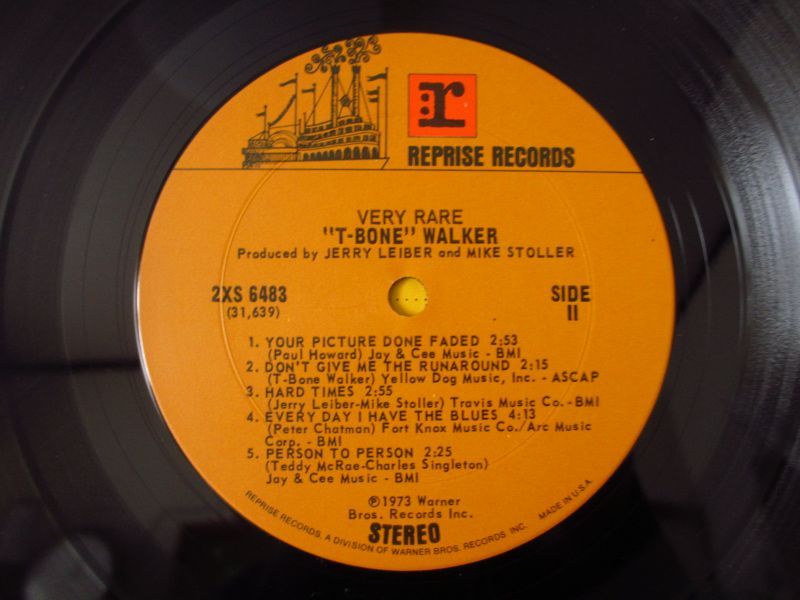 r
REPRISE RECORDS
VERY RARE
"T-BONE" WALKER
Produced by JERRY LEIBER and MIKE STOLLER
2XS 6483
(31,639)
SIDE
II
1. YOUR PICTURE DONE FADED 2:53
(Paul Howard) Jay & Cee Music - BMI
2. DON'T GIVE ME THE RUNAROUND 2:15
(T-Bone Walker) Yellow Dog Music, Inc. - ASCAP
3. HARD TIMES 2:55
(Jerry Leiber-Mike Stoller) Travis Music Co. - BMI
4. EVERY DAY I HAVE THE BLUES 4:13
(Peter Chatman) Fort Knox Music Co./Arc Music
Corp. - BMI
5. PERSON TO PERSON 2:25
(Teddy McRae-Charles Singleton)
Jay & Cee Music - BMI
℗1973 Warner
Bros. Records Inc.
STEREO
REPRISE RECORDS, A DIVISION OF WARNER BROS. RECORDS INC. MADE IN U.S.A.